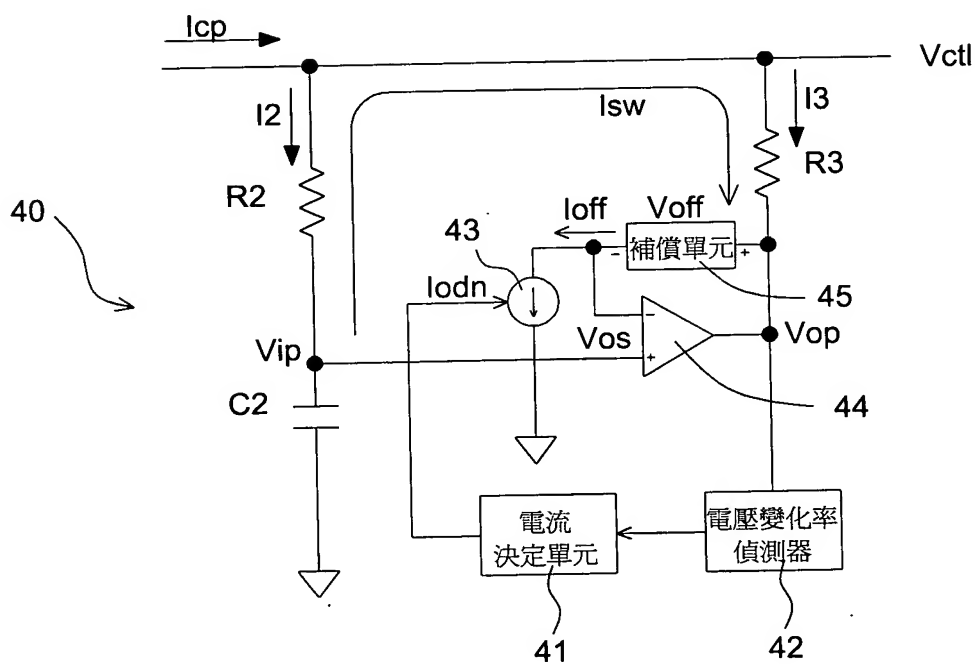 Icp
Vctl
I2
Isw
I3
R2
R3
40
43
Ioff
Voff
- 補償單元 +
45
Iodn
-
Vip
Vos
+
Vop
C2
44
電流
決定單元
電壓變化率
偵測器
41
42